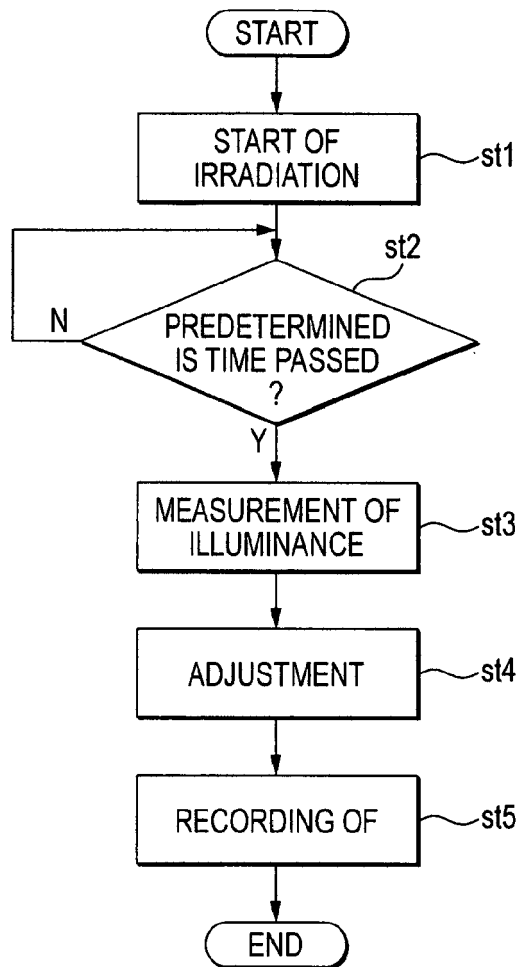 START
START OF
IRRADIATION
st1
st2
N
PREDETERMINED
IS TIME PASSED
?
Y
MEASUREMENT OF
ILLUMINANCE
st3
ADJUSTMENT
st4
RECORDING OF
st5
END